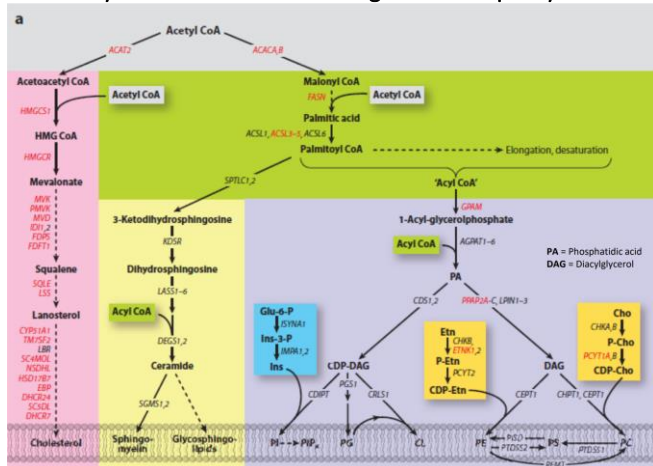 a
Acetyl CoA
ACAT2
ACACA,B
Acetoacetyl CoA
Malonyl CoA
HMGCS1
Acetyl CoA
FASN
Acetyl CoA
HMG CoA
Palmitic acid
HMGCR
ACSL1, ACSL3–5, ACSL6
Palmitoyl CoA
Elongation, desaturation
Mevalonate
SPTLC1,2
'Acyl CoA'
MVK
PMVK
MVD
IDI1,2
FDPS
FDFT1
3-Ketodihydrosphingosine
GPAM
1-Acyl-glycerolphosphate
KDSR
Acyl CoA
AGPAT1–6
PA = Phosphatidic acid
DAG = Diacylglycerol
Squalene
Dihydrosphingosine
PA
SQLE
LSS
LASS1–6
CDS1,2
PPAP2A-C, LPIN1–3
Lanosterol
Acyl CoA
Glu-6-P
ISYNA1
Ins-3-P
IMPA1,2
Ins
Etn
CHKB,
ETNK1,2
P-Etn
PCYT2
CDP-Etn
Cho
CHKA,B
P-Cho
PCYT1A,B
CDP-Cho
CYP51A1
TM7SF2
LBR
SC4MOL
NSDHL
HSD17B7
EBP
DHCR24
SC5DL
DHCR7
DEGS1,2
Ceramide
CDP-DAG
DAG
SGMS1,2
CDIPT
PGS1
CRLS1
CEPT1
CHPT1, CEPT1
Cholesterol
Sphingo-
myelin
Glycosphingo-
lipids
PI
PIPx
PG
CL
PE
PISD
PTDSS2
PS
PTDSS1
PC
PEMT